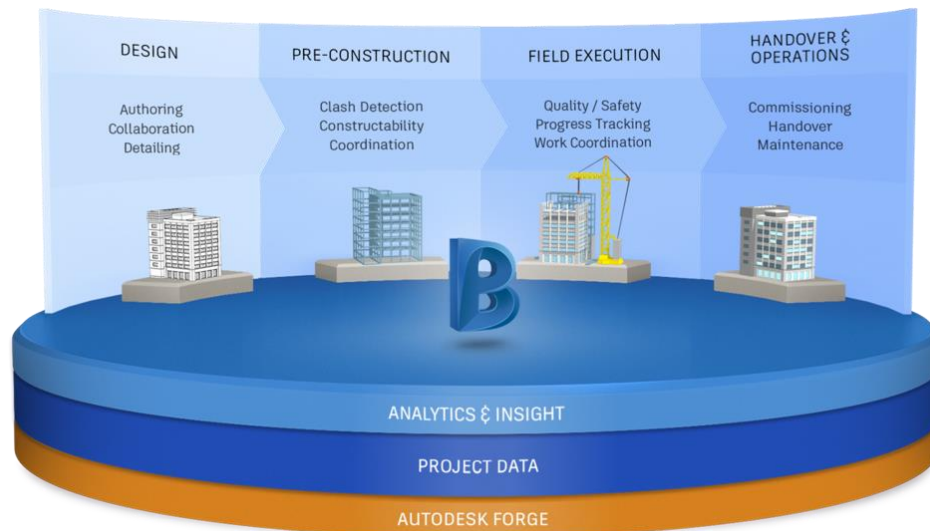 DESIGN
Authoring
Collaboration
Detailing
PRE-CONSTRUCTION
Clash Detection
Constructability
Coordination
FIELD EXECUTION
Quality / Safety
Progress Tracking
Work Coordination
HANDOVER &
OPERATIONS
Commissioning
Handover
Maintenance
B
ANALYTICS & INSIGHT
PROJECT DATA
AUTODESK FORGE